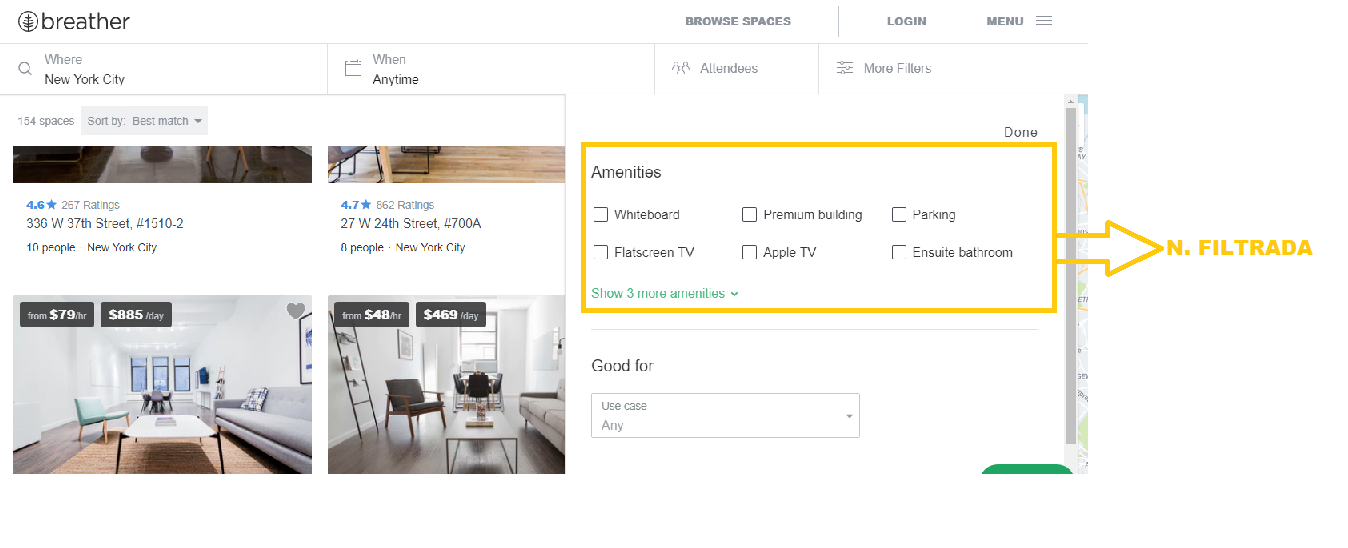 breather
BROWSE SPACES
LOGIN
MENU
Where
New York City
When
Anytime
Attendees
More Filters
154 spaces
Sort by: Best match
4.6★ 267 Ratings
336 W 37th Street, #1510-2
10 people · New York City
4.7★ 662 Ratings
27 W 24th Street, #700A
8 people · New York City
from $79/hr
$885 /day
from $48/hr
$469 /day
Done
Amenities
Whiteboard
Premium building
Parking
Flatscreen TV
Apple TV
Ensuite bathroom
Show 3 more amenities
Good for
Use case
Any
N. FILTRADA